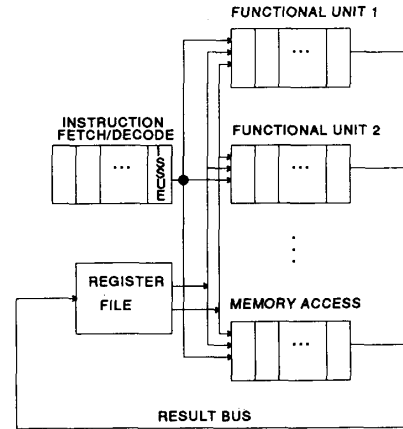 FUNCTIONAL UNIT 1
...
INSTRUCTION
FETCH/DECODE
...
ISSUE
FUNCTIONAL UNIT 2
...
REGISTER
FILE
MEMORY ACCESS
...
RESULT BUS